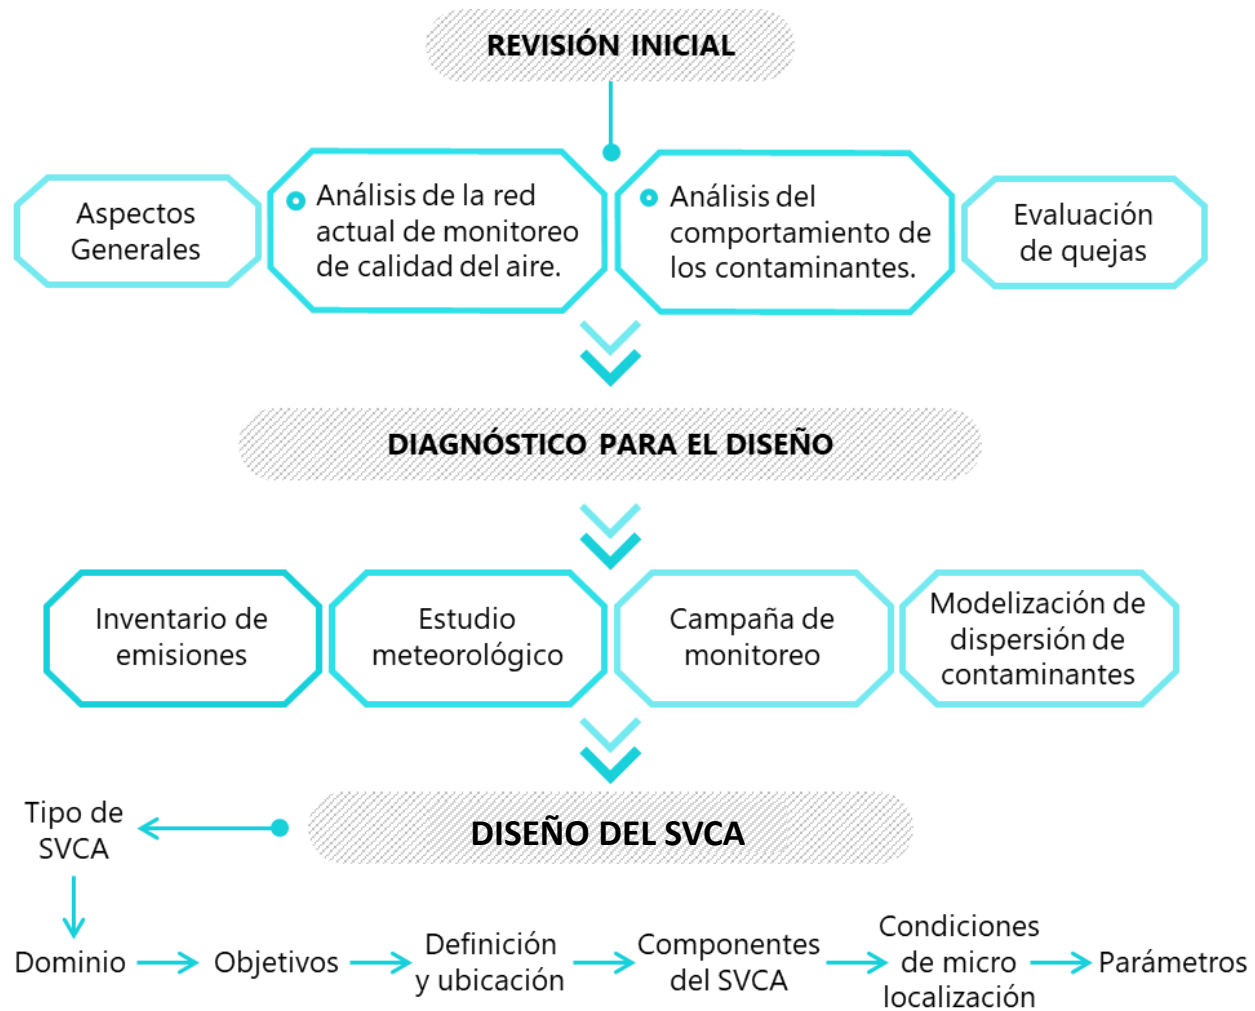 REVISIÓN INICIAL
Aspectos
Generales
Análisis de la red
actual de monitoreo
de calidad del aire.
Análisis del
comportamiento de
los contaminantes.
Evaluación
de quejas
DIAGNÓSTICO PARA EL DISEÑO
Inventario de
emisiones
Estudio
meteorológico
Campaña de
monitoreo
Modelización de
dispersión de
contaminantes
DISEÑO DEL SVCA
Tipo de
SVCA
Dominio
Objetivos
Definición
y ubicación
Componentes
del SVCA
Condiciones
de micro
localización
Parámetros